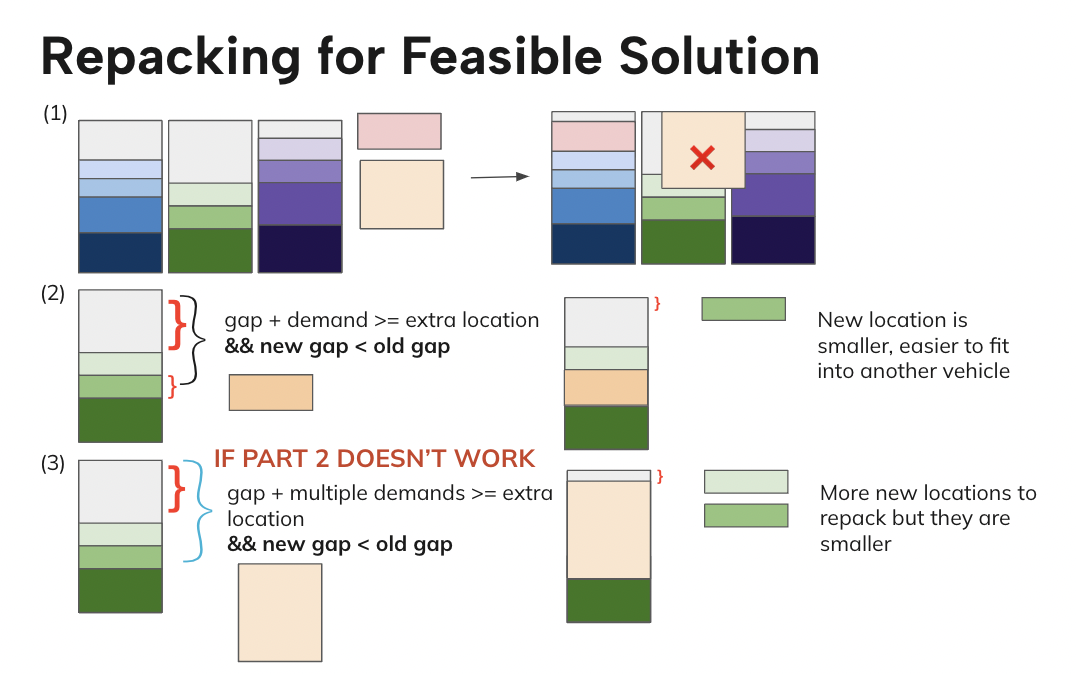 Repacking for Feasible Solution
(1)
(2)
gap + demand >= extra location
&& new gap < old gap
New location is
smaller, easier to fit
into another vehicle
(3)
IF PART 2 DOESN'T WORK
gap + multiple demands >= extra
location
&& new gap < old gap
More new locations to
repack but they are
smaller